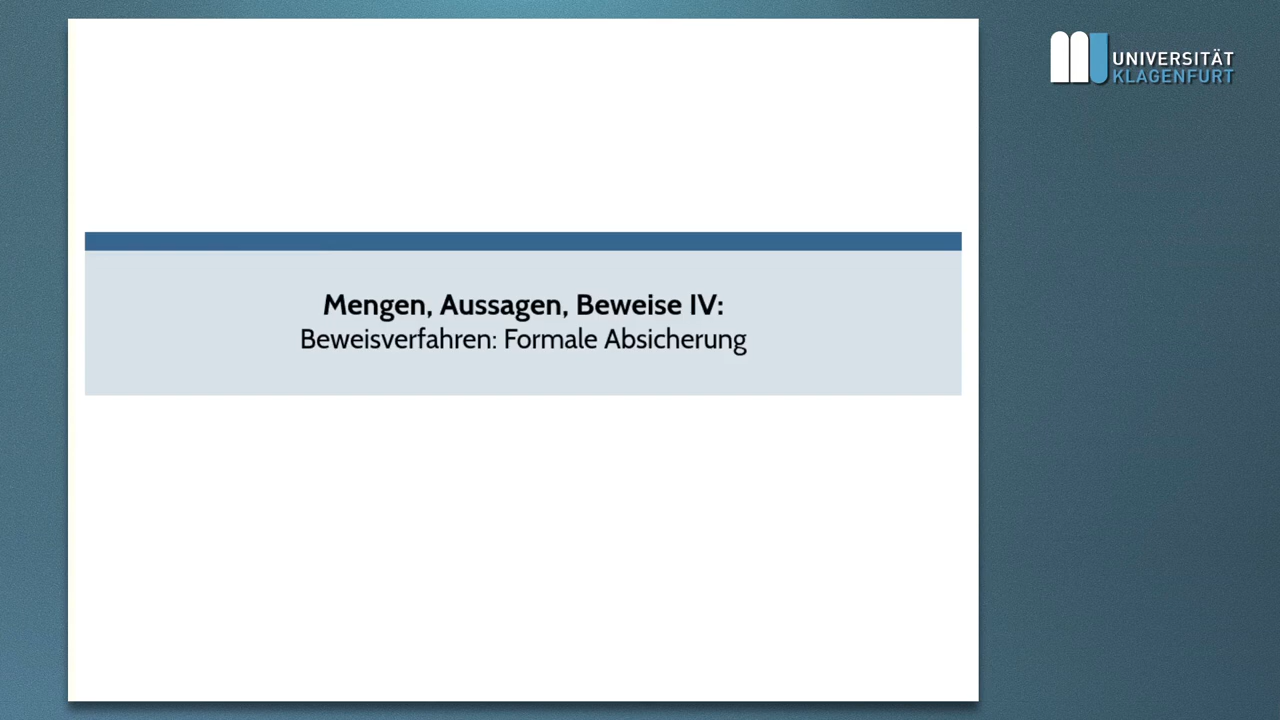 Mengen, Aussagen, Beweise IV:
Beweisverfahren: Formale Absicherung
UNIVERSITÄT
KLAGENFURT